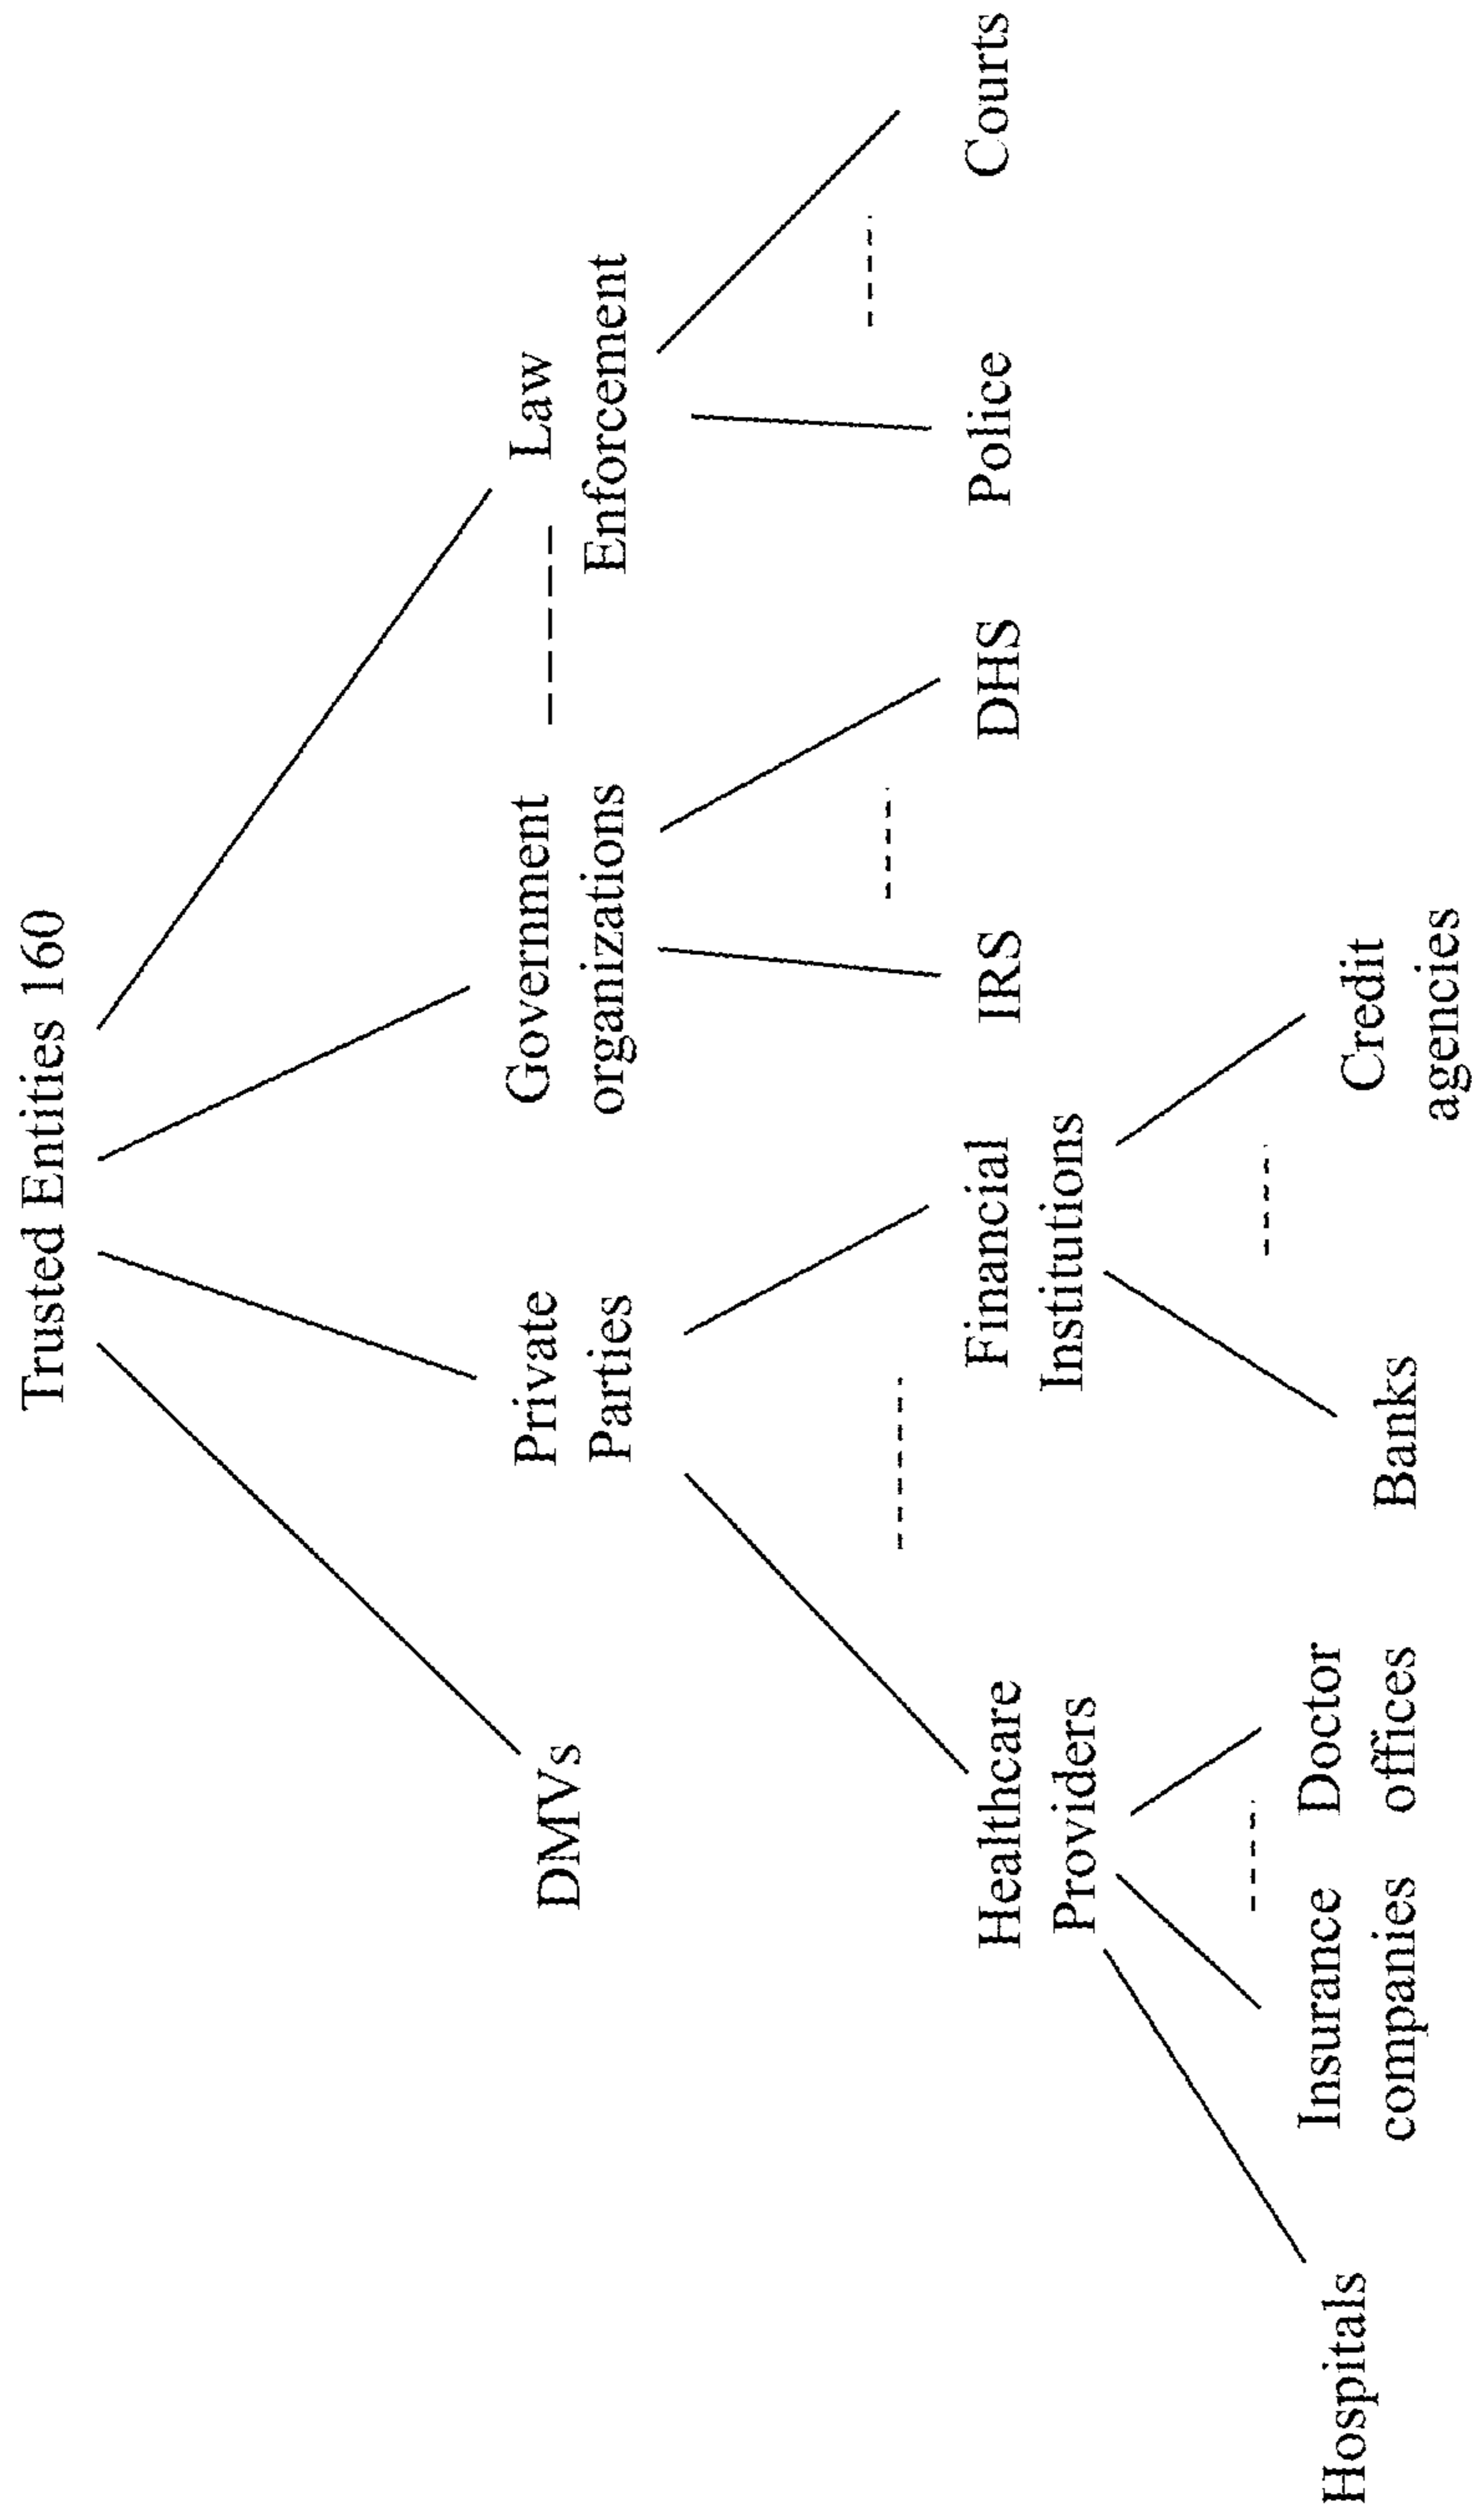 Trusted Entities 160
DMVs
Private
Parties
Government
organizations
Law
Enforcement
Healthcare
Providers
Financial
Institutions
IRS
DHS
Police
Courts
Hospitals
Insurance
companies
Doctor
offices
Banks
Credit
agencies